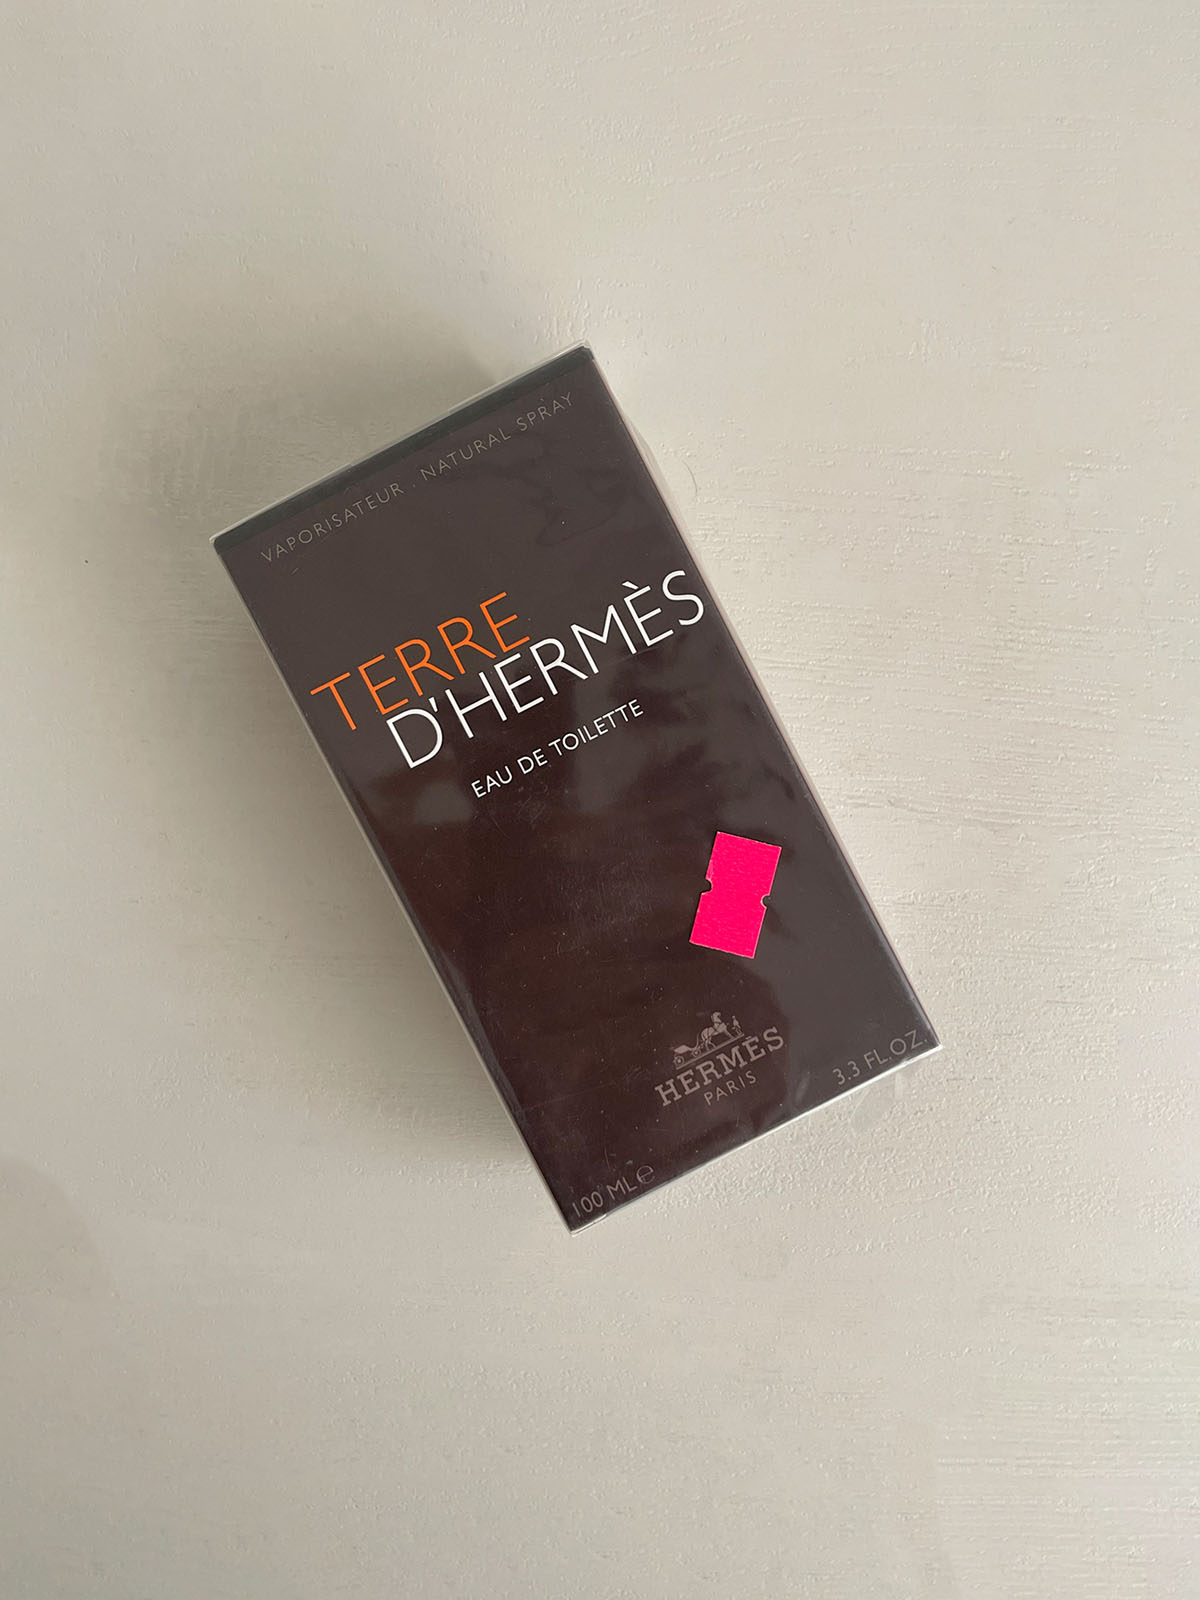 VAPORISATEUR . NATURAL SPRAY
TERRE
D'HERMÈS
EAU DE TOILETTE
HERMÈS
PARIS
100 ML ℮
3.3 FL.OZ.